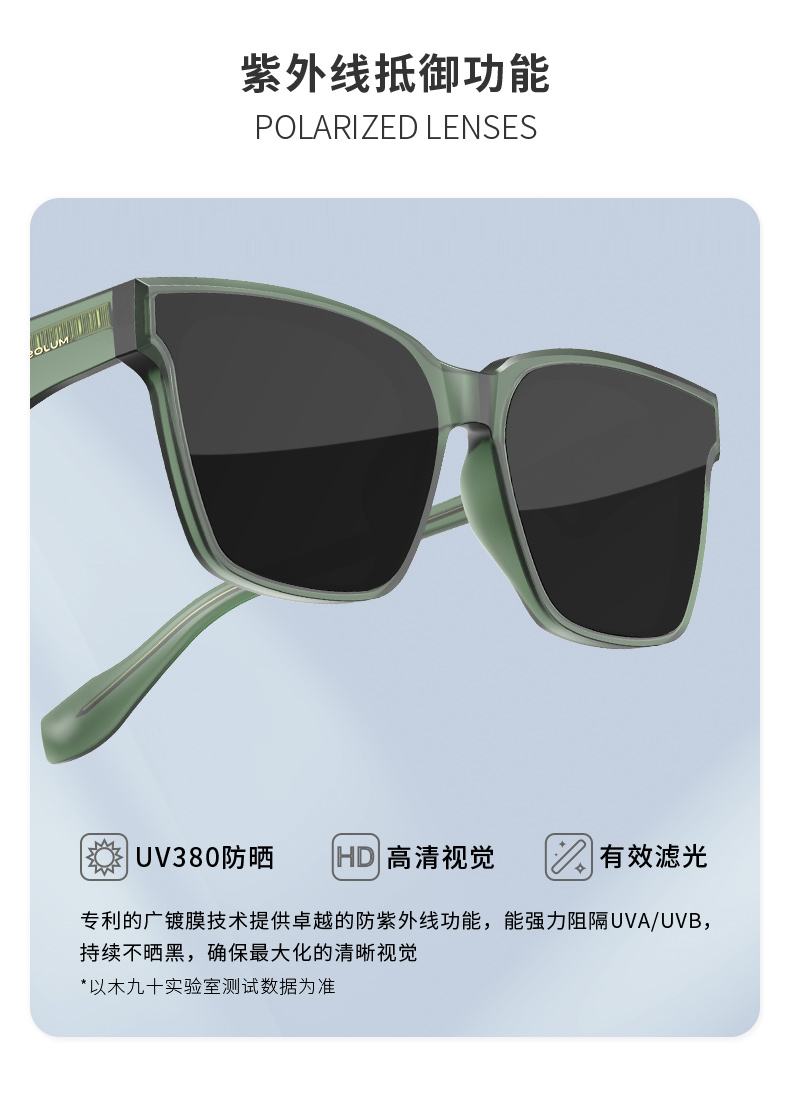 紫外线抵御功能
POLARIZED LENSES
POLUM
UV380防晒
HD 高清视觉
有效滤光
专利的广镀膜技术提供卓越的防紫外线功能，能强力阻隔UVA/UVB，
持续不晒黑，确保最大化的清晰视觉
*以木九十实验室测试数据为准